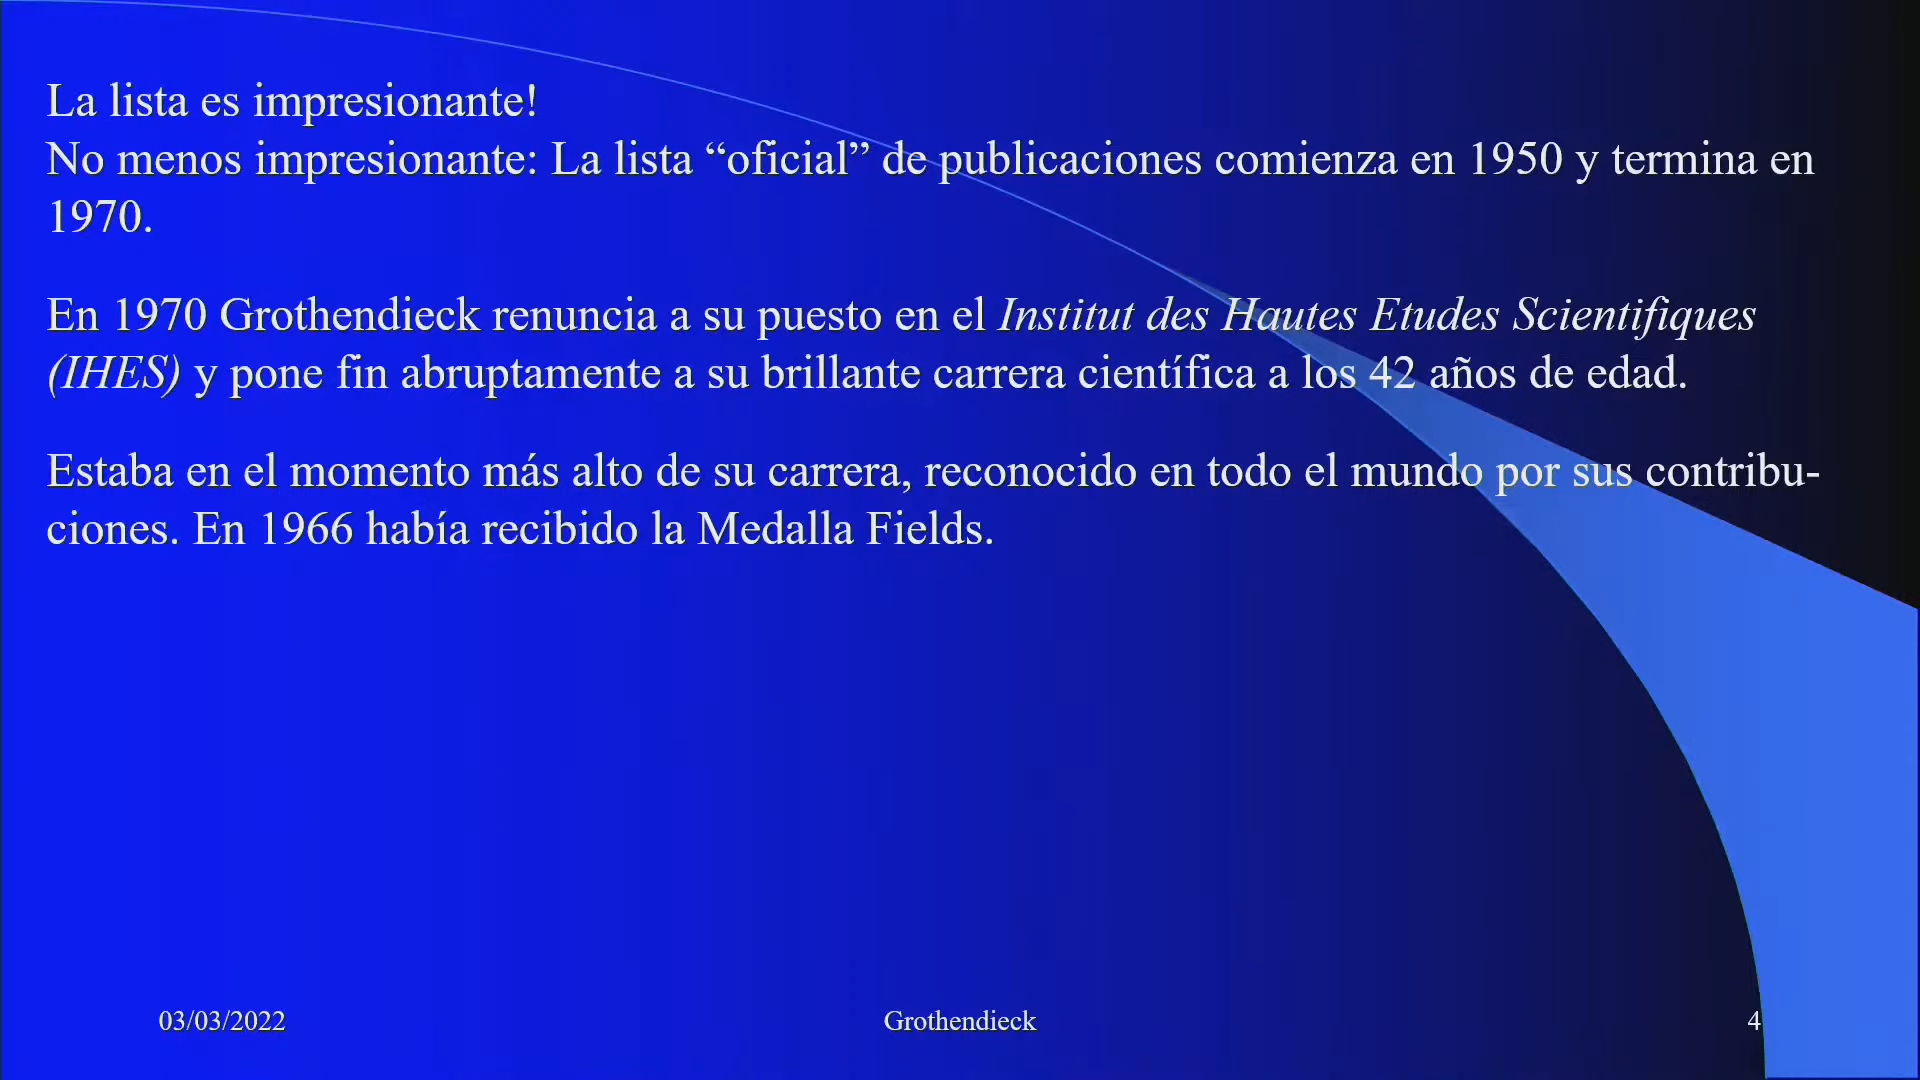 La lista es impresionante!
No menos impresionante: La lista “oficial” de publicaciones comienza en 1950 y termina en
1970.
En 1970 Grothendieck renuncia a su puesto en el Institut des Hautes Etudes Scientifiques
(IHES) y pone fin abruptamente a su brillante carrera científica a los 42 años de edad.
Estaba en el momento más alto de su carrera, reconocido en todo el mundo por sus contribu-
ciones. En 1966 había recibido la Medalla Fields.
03/03/2022
Grothendieck
4